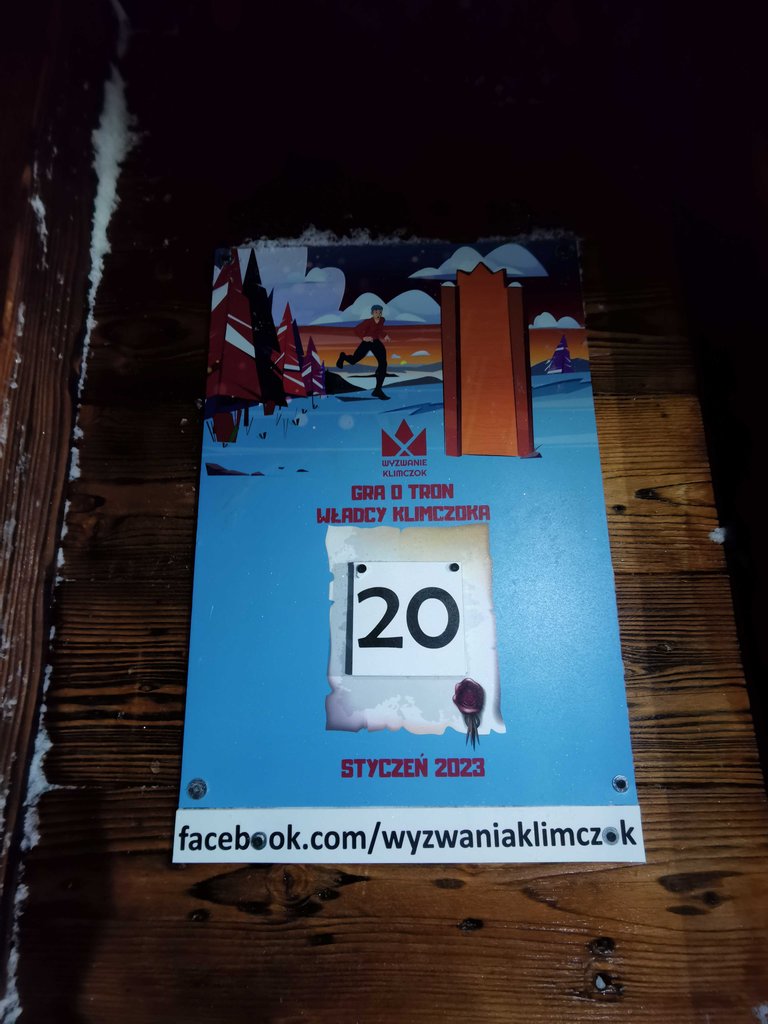 WYZWANIE
KLIMCZOK
GRA O TRON
WŁADCY KLIMCZOKA
20
STYCZEŃ 2023
facebook.com/wyzwaniaklimczok